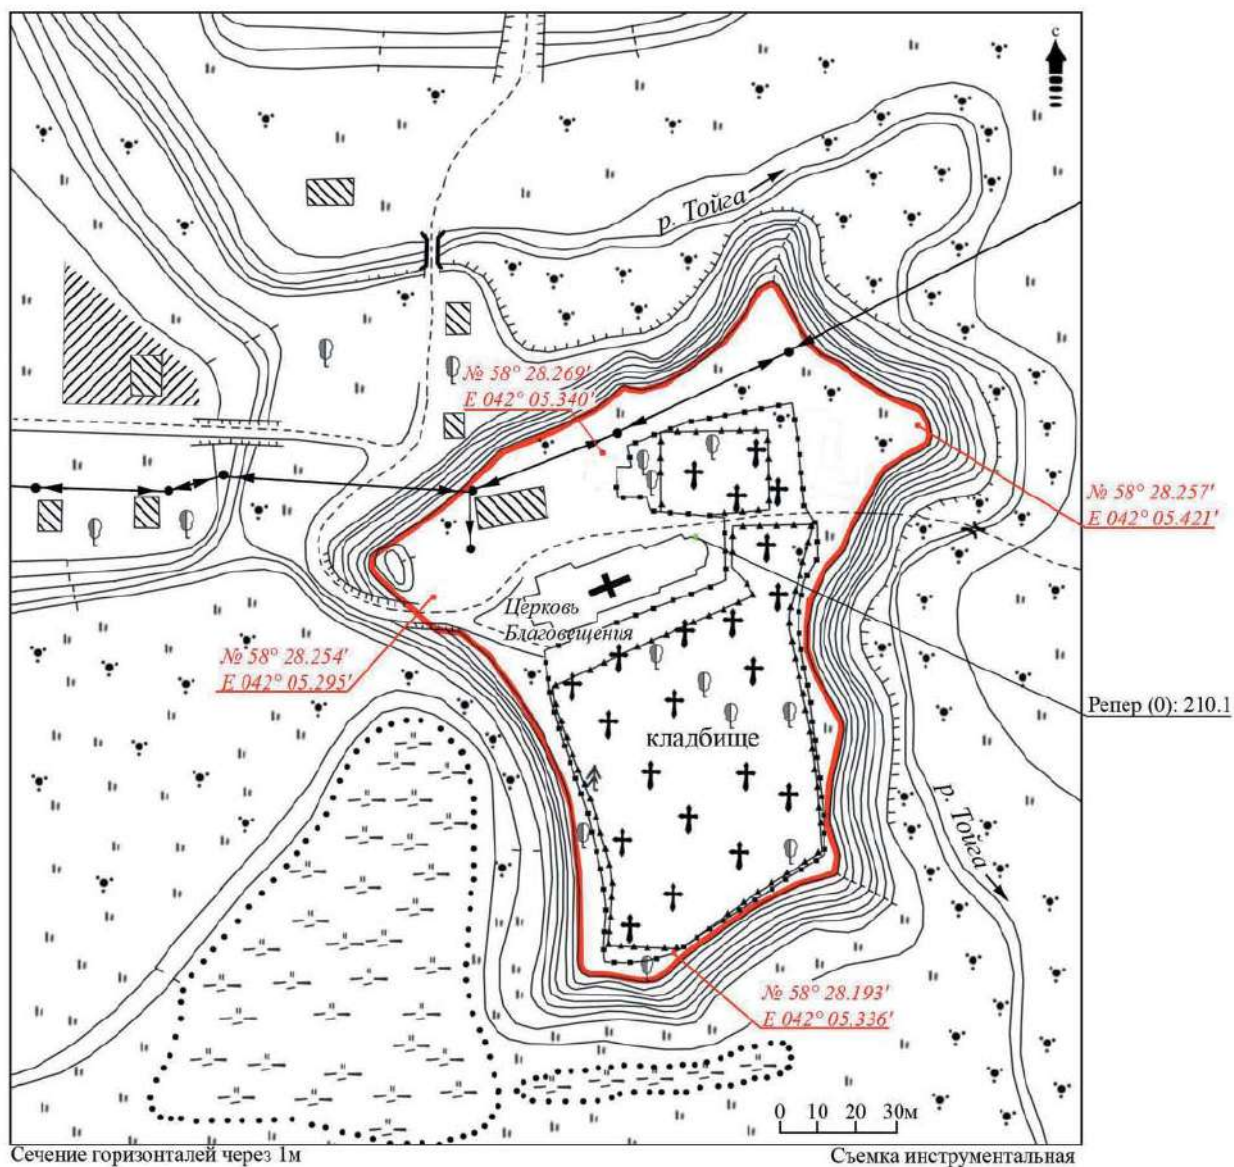 с
р. Тойга
№ 58° 28.269'
E 042° 05.340'
№ 58° 28.257'
E 042° 05.421'
Церковь
Благовещения
№ 58° 28.254'
E 042° 05.295'
Репер (0): 210.1
кладбище
р. Тойга
№ 58° 28.193'
E 042° 05.336'
0 10 20 30м
Сечение горизонталей через 1м
Съемка инструментальная